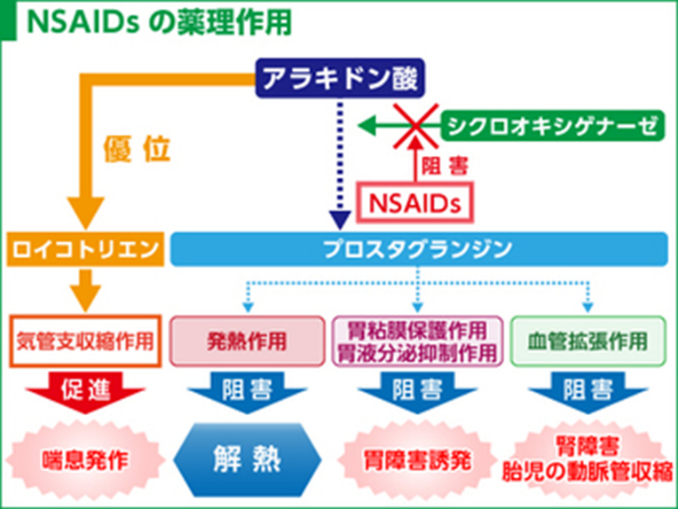 NSAIDs の薬理作用
アラキドン酸
シクロオキシゲナーゼ
優位
阻害
NSAIDs
ロイコトリエン
プロスタグランジン
気管支収縮作用
発熱作用
胃粘膜保護作用
胃液分泌抑制作用
血管拡張作用
促進
阻害
阻害
阻害
喘息発作
解熱
胃障害誘発
腎障害
胎児の動脈管収縮